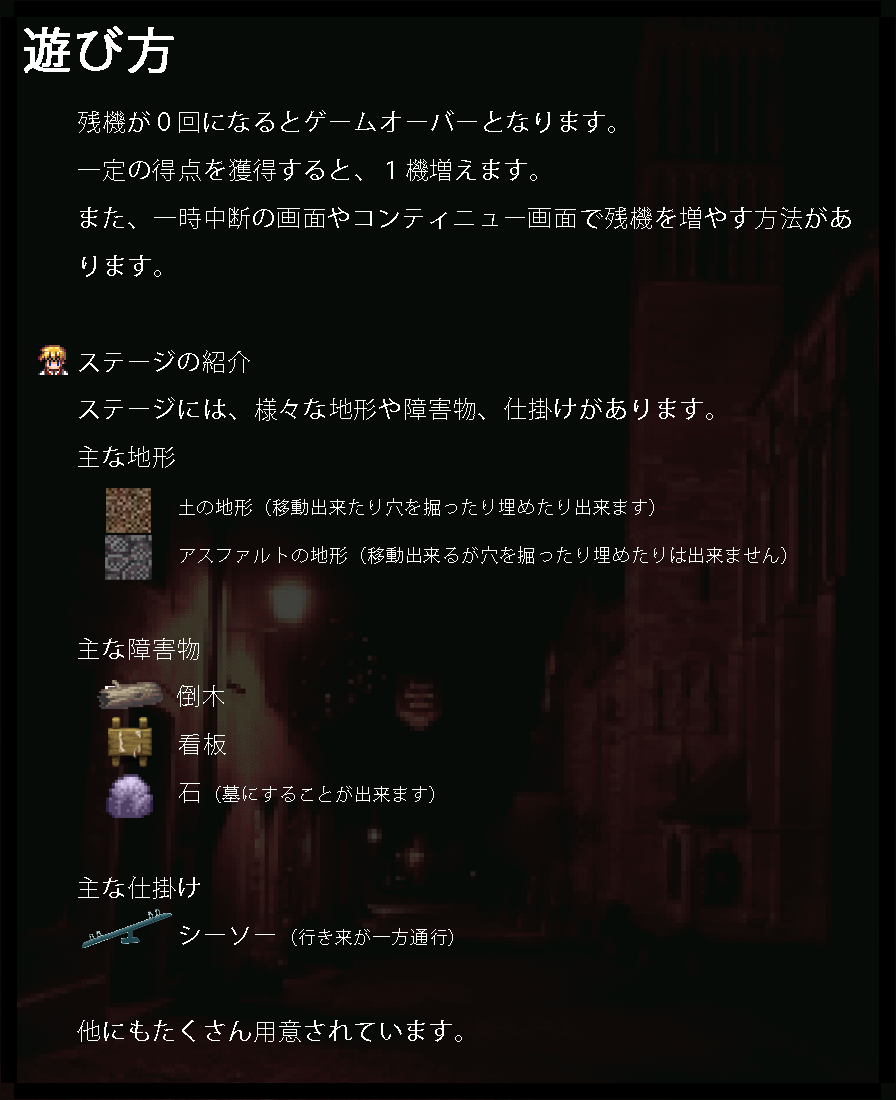 遊び方
残機が０回になるとゲームオーバーとなります。
一定の得点を獲得すると、１機増えます。
また、一時中断の画面やコンティニュー画面で残機を増やす方法があ
ります。
ステージの紹介
ステージには、様々な地形や障害物、仕掛けがあります。
主な地形
土の地形（移動出来たり穴を掘ったり埋めたり出来ます）
アスファルトの地形（移動出来るが穴を掘ったり埋めたりは出来ません）
主な障害物
倒木
看板
石（墓にすることが出来ます）
主な仕掛け
シーソー（行き来が一方通行）
他にもたくさん用意されています。